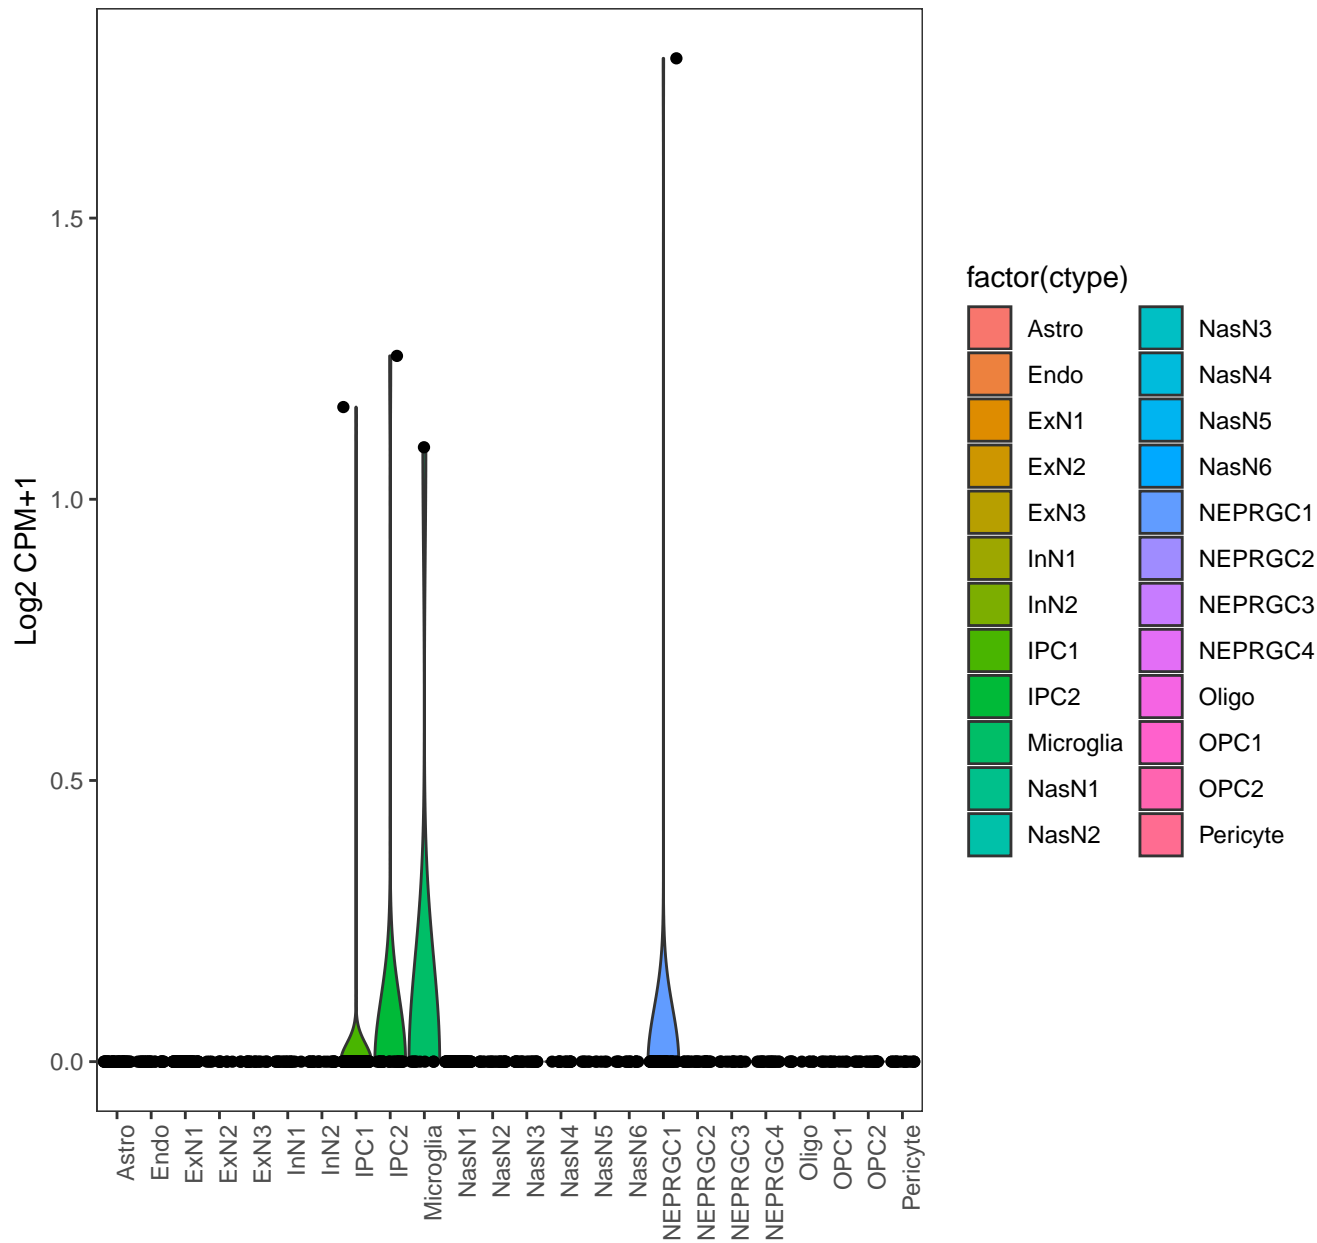 Log2 CPM+1
1.5
1.0
0.5
0.0
Astro
Endo
ExN1
ExN2
ExN3
InN1
InN2
IPC1
IPC2
Microglia
NasN1
NasN2
NasN3
NasN4
NasN5
NasN6
NEPRGC1
NEPRGC2
NEPRGC3
NEPRGC4
Oligo
OPC1
OPC2
Pericyte
factor(ctype)
Astro
Endo
ExN1
ExN2
ExN3
InN1
InN2
IPC1
IPC2
Microglia
NasN1
NasN2
NasN3
NasN4
NasN5
NasN6
NEPRGC1
NEPRGC2
NEPRGC3
NEPRGC4
Oligo
OPC1
OPC2
Pericyte